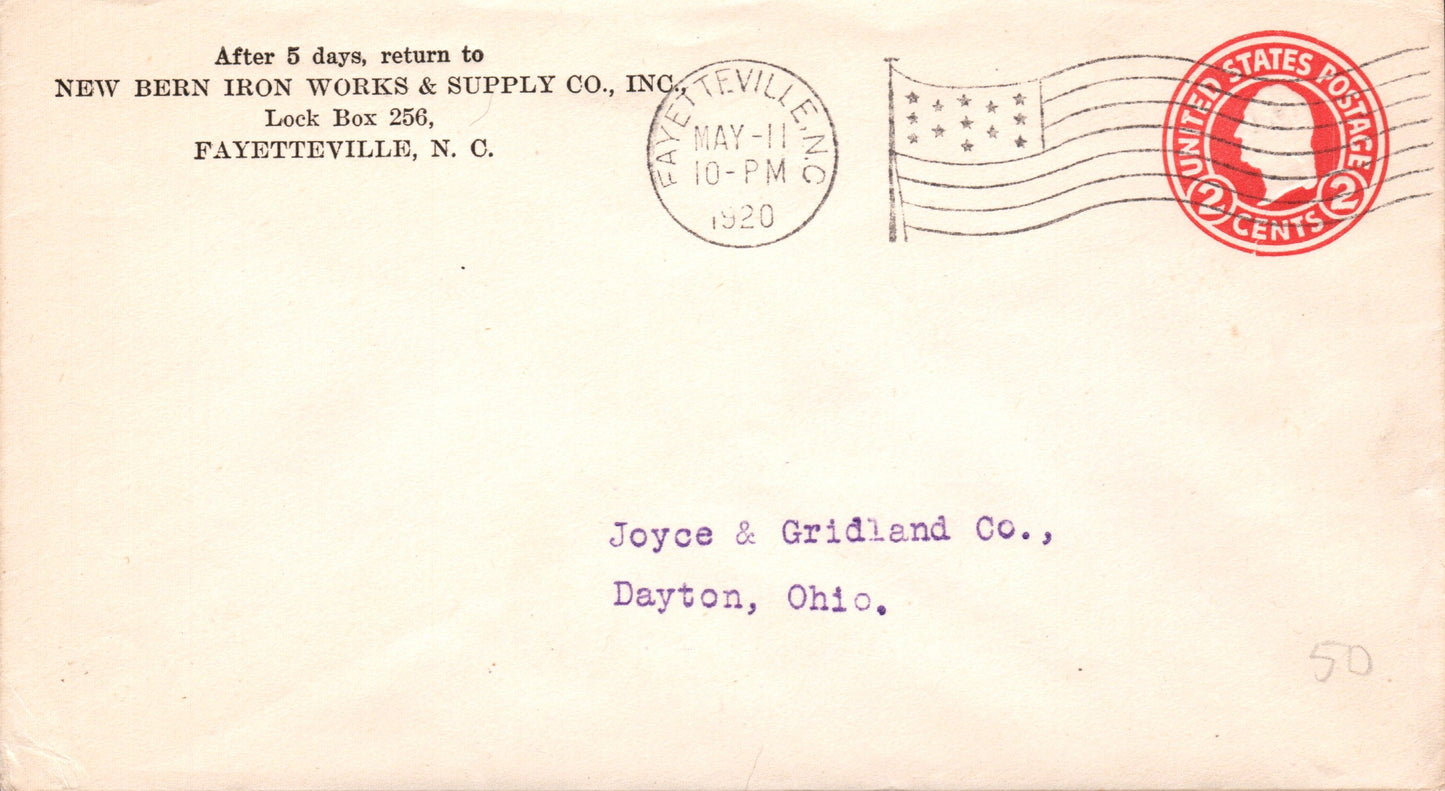 After 5 days, return to
NEW BERN IRON WORKS & SUPPLY CO., INC.,
Lock Box 256,
FAYETTEVILLE, N. C.
FAYETTEVILLE, N.C
MAY-11
10-PM
1920
UNITED STATES POSTAGE
2 CENTS 2
Joyce & Gridland Co.,
Dayton, Ohio.
50